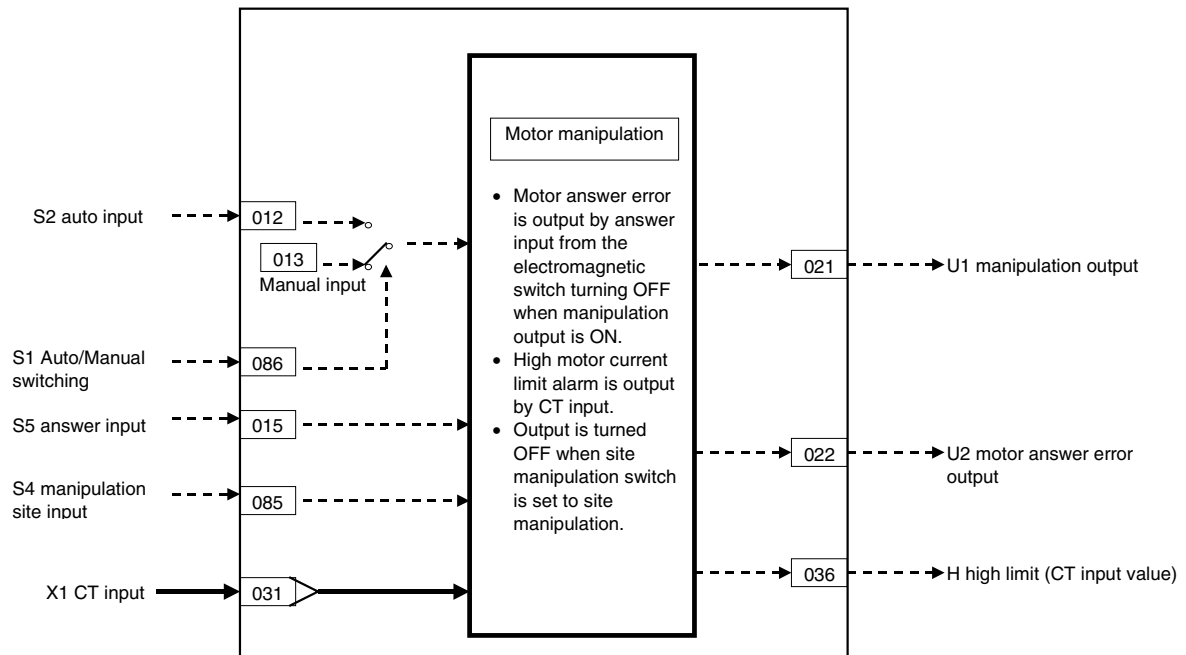 Motor manipulation
• Motor answer error
is output by answer
input from the
electromagnetic
switch turning OFF
when manipulation
output is ON.
• High motor current
limit alarm is output
by CT input.
• Output is turned
OFF when site
manipulation switch
is set to site
manipulation.
S2 auto input
012
013
Manual input
S1 Auto/Manual
switching
086
S5 answer input
015
S4 manipulation
site input
085
X1 CT input
031
021
U1 manipulation output
022
U2 motor answer error
output
036
H high limit (CT input value)